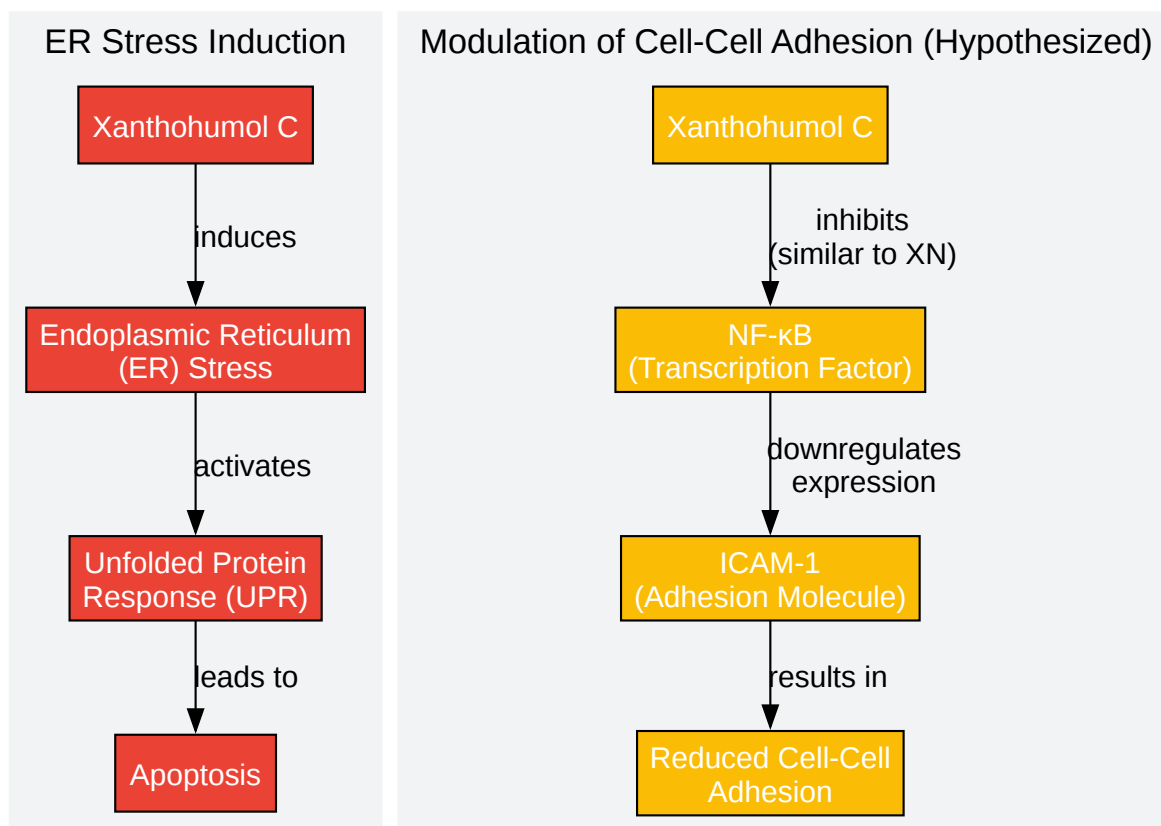 ER Stress Induction
Xanthohumol C
induces
Endoplasmic Reticulum
(ER) Stress
activates
Unfolded Protein
Response (UPR)
leads to
Apoptosis
Modulation of Cell-Cell Adhesion (Hypothesized)
Xanthohumol C
inhibits
(similar to XN)
NF-κB
(Transcription Factor)
downregulates
expression
ICAM-1
(Adhesion Molecule)
results in
Reduced Cell-Cell
Adhesion